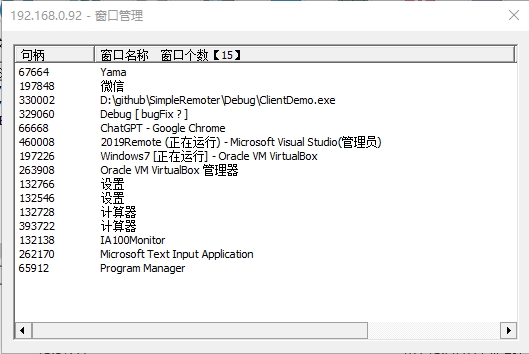 192.168.0.92 - 窗口管理
句柄 窗口名称 窗口个数【15】
67664 Yama
197848 微信
330002 D:\github\SimpleRemoter\Debug\ClientDemo.exe
329060 Debug [ bugFix ? ]
66668 ChatGPT - Google Chrome
460008 2019Remote (正在运行) - Microsoft Visual Studio(管理员)
197226 Windows7 [正在运行] - Oracle VM VirtualBox
263908 Oracle VM VirtualBox 管理器
132766 设置
132546 设置
132728 计算器
393722 计算器
132138 IA100Monitor
262170 Microsoft Text Input Application
65912 Program Manager